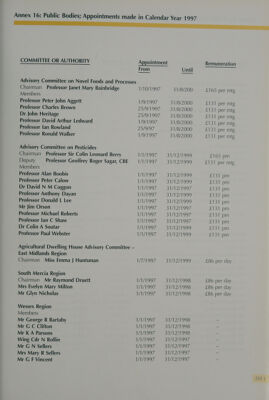 Annex 16: Public Bodies; Appointments made in Calendar Year 1997
COMMITTEE OR AUTHORITY Appointment Remuneration
From Until
Advisory Committee on Novel Foods and Processes
Chairman Professor Janet Mary Bainbridge 1/10/1997 31/8/200 £165 per mtg
Members
Professor Peter John Aggett 1/9/1997 31/8/2000 £131 per mtg
Professor Charles Brown 25/9/1997 31/8/2000 £131 per mtg
Dr John Heritage 25/9/1997 31/8/2000 £131 per mtg
Professor David Arthur Ledward 1/9/1997 31/8/2000 £131 per mtg
Professor Ian Rowland 25/9/97 31/8/2000 £131 per mtg
Professor Ronald Walker 1/9/1997 31/8/2000 £131 per mtg
Advisory Committee on Pesticides
Chairman Professor Sir Colin Leonard Berry 1/1/1997 31/12/1999 £165 pm
Deputy Professor Geoffrey Roger Sagar, CBE 1/1/1997 31/12/1999 £131 per mtg
Members
Alan Boobis 1/1/1997 31/12/1999 £131 pm
Professor Peter Calow 1/1/1997 31/12/1999 £131 pm
Dr David N M Coggon 1/1/1997 31/12/1999 £131 pm
Professor Anthony Dayan 1/1/1997 31/12/1999 £131 pm
Professor Donald L Lee 1/1/1997 31/12/1999 £131 pm
Mr Jim Orson 1/1/1997 31/12/1999 £131 pm
Professor Michael Roberts 1/1/1997 31/12/1999 £131 pm
Professor Ian C Shaw 1/1/1997 31/12/1999 £131 pm
Dr Colin A Soutar 1/1/1997 31/12/1999 £131 pm
Professor Paul Webster 1/1/1997 31/12/1999 £131 pm
Agricultural Dwelling House Advisory Committee –
East Midlands Region
Chairman Miss Emma J Huntsman 1/7/1997 31/12/1999 £86 per day
South Mercia Region
Chairman Mr Raymond Druett 1/1/1997 31/12/1998 £86 per day
Mrs Evelyn Mary Milton 1/1/1997 31/12/1998 £86 per day
Mr Glyn Nicholas 1/1/1997 31/12/1998 £86 per day
Wessex Region
Members:
Mr George R Bartaby 1/1/1997 31/12/1998 -
Mr G C Clifton 1/1/1997 31/12/1998 -
Mr K A Parsons 1/1/1997 31/12/1998 -
Wing Cdr N Rollin 1/1/1997 31/12/1998 -
Mr G N Sellers 1/1/1997 31/12/1998 -
Mrs Mary R Sellers 1/1/1997 31/12/1998 -
Mr G F Vincent 1/1/1997 31/12/1998 -